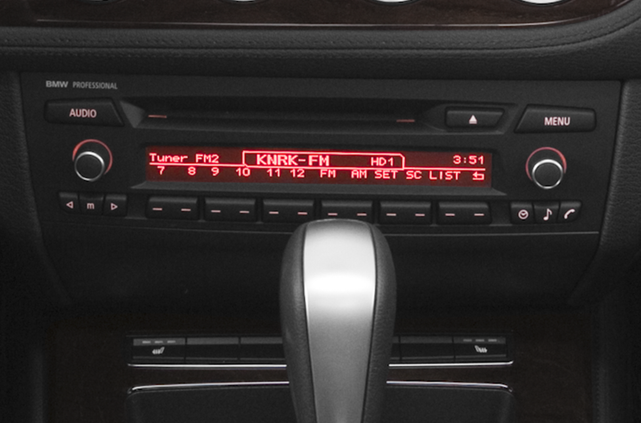 BMW PROFESSIONAL
AUDIO
MENU
Tuner FM2 KNRK-FM HD1 3:51
7 8 9 10 11 12 FM AM SET SC LIST
m